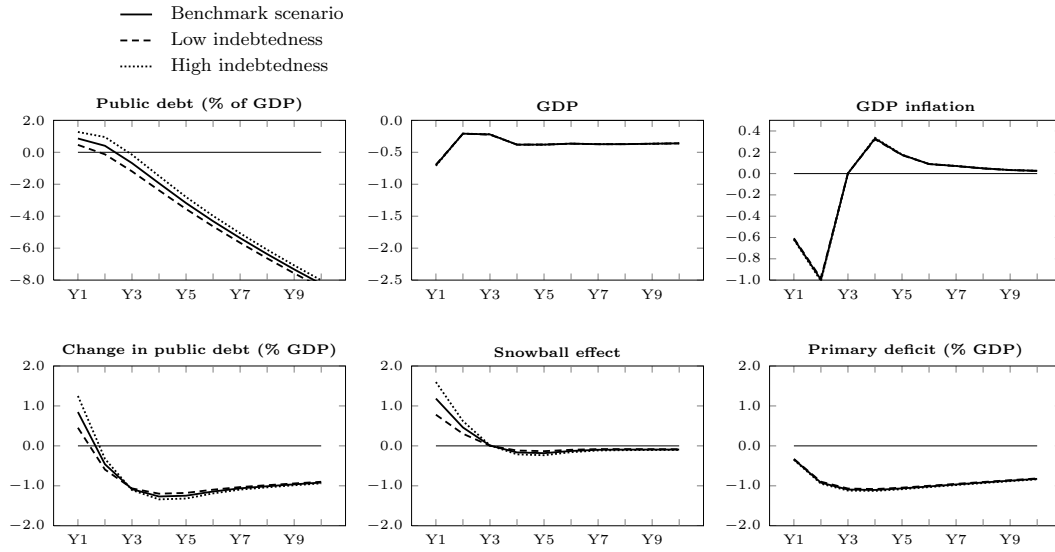 Benchmark scenario
Low indebtedness
High indebtedness
Public debt (% of GDP)
2.0
0.0
−2.0
−4.0
−6.0
−8.0
Y1 Y3 Y5 Y7 Y9
GDP
0.0
−0.5
−1.0
−1.5
−2.0
−2.5
Y1 Y3 Y5 Y7 Y9
GDP inflation
0.4
0.2
0.0
−0.2
−0.4
−0.6
−0.8
−1.0
Y1 Y3 Y5 Y7 Y9
Change in public debt (% GDP)
2.0
1.0
0.0
−1.0
−2.0
Y1 Y3 Y5 Y7 Y9
Snowball effect
2.0
1.0
0.0
−1.0
−2.0
Y1 Y3 Y5 Y7 Y9
Primary deficit (% GDP)
2.0
1.0
0.0
−1.0
−2.0
Y1 Y3 Y5 Y7 Y9